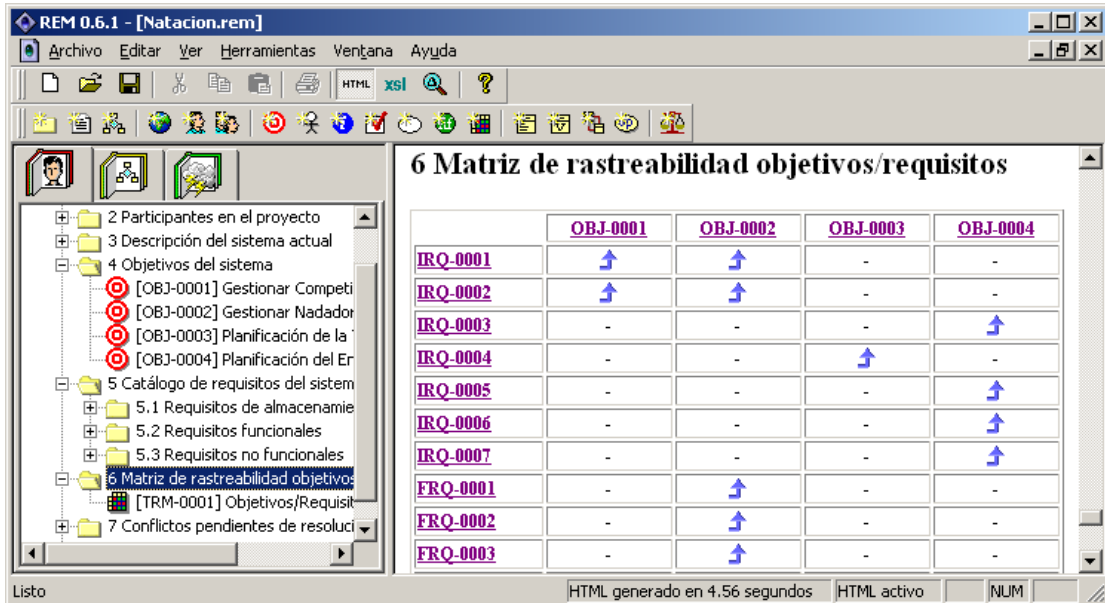 REM 0.6.1 - [Natacion.rem]
Archivo Editar Ver Herramientas Ventana Ayuda
HTML xsl
2 Participantes en el proyecto
3 Descripción del sistema actual
4 Objetivos del sistema
[OBJ-0001] Gestionar Competi
[OBJ-0002] Gestionar Nadador
[OBJ-0003] Planificación de la
[OBJ-0004] Planificación del En
5 Catálogo de requisitos del sistem
5.1 Requisitos de almacenamie
5.2 Requisitos funcionales
5.3 Requisitos no funcionales
6 Matriz de rastreabilidad objetivos
[TRM-0001] Objetivos/Requisit
7 Conflictos pendientes de resoluci
6 Matriz de rastreabilidad objetivos/requisitos
OBJ-0001 OBJ-0002 OBJ-0003 OBJ-0004
IRQ-0001 - -
IRQ-0002 - -
IRQ-0003 - - -
IRQ-0004 - - -
IRQ-0005 - - -
IRQ-0006 - - -
IRQ-0007 - - -
FRQ-0001 - - -
FRQ-0002 - - -
FRQ-0003 - - -
Listo HTML generado en 4.56 segundos HTML activo NUM